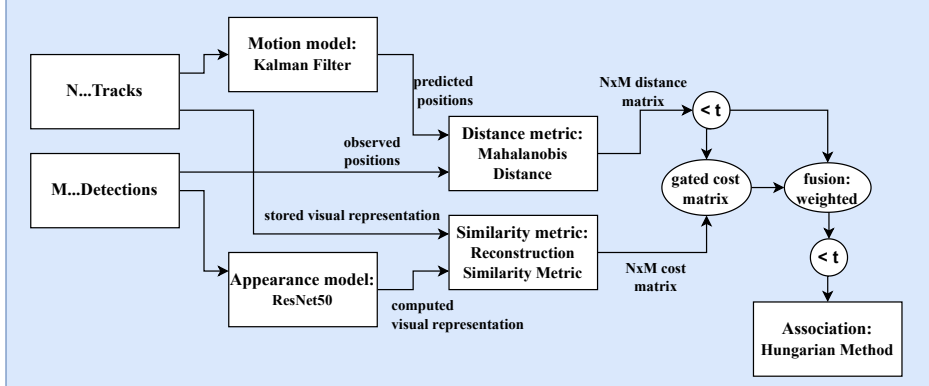 Motion model:
Kalman Filter
N...Tracks
predicted
positions
NxM distance
matrix
< t
observed
positions
Distance metric:
Mahalanobis
Distance
M...Detections
gated cost
matrix
fusion:
weighted
stored visual representation
Similarity metric:
Reconstruction
Similarity Metric
NxM cost
matrix
< t
Appearance model:
ResNet50
computed
visual representation
Association:
Hungarian Method